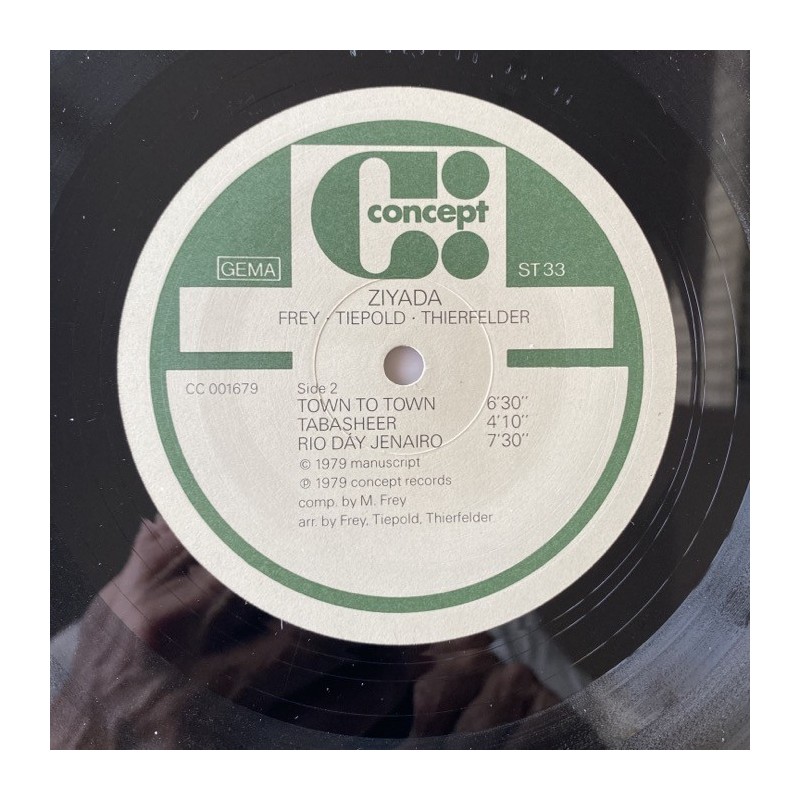 concept
GEMA
ST 33
ZIYADA
FREY · TIEPOLD · THIERFELDER
CC 001679
Side 2
TOWN TO TOWN 6'30''
TABASHEER 4'10''
RIO DÁY JENAIRO 7'30''
© 1979 manuscript
℗ 1979 concept records
comp. by M. Frey
arr. by Frey, Tiepold, Thierfelder